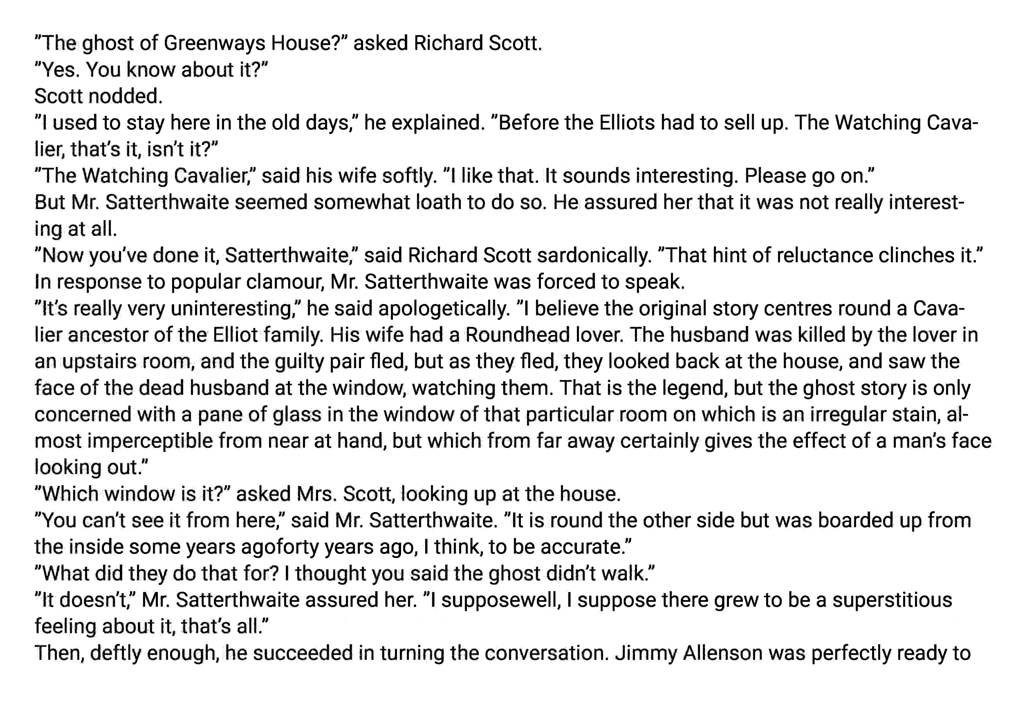 "The ghost of Greenways House?" asked Richard Scott.
"Yes. You know about it?"
Scott nodded.
"I used to stay here in the old days," he explained. "Before the Elliots had to sell up. The Watching Cava-
lier, that's it, isn't it?"
"The Watching Cavalier," said his wife softly. "I like that. It sounds interesting. Please go on."
But Mr. Satterthwaite seemed somewhat loath to do so. He assured her that it was not really interest-
ing at all.
"Now you've done it, Satterthwaite," said Richard Scott sardonically. "That hint of reluctance clinches it."
In response to popular clamour, Mr. Satterthwaite was forced to speak.
"It's really very uninteresting," he said apologetically. "I believe the original story centres round a Cava-
lier ancestor of the Elliot family. His wife had a Roundhead lover. The husband was killed by the lover in
an upstairs room, and the guilty pair fled, but as they fled, they looked back at the house, and saw the
face of the dead husband at the window, watching them. That is the legend, but the ghost story is only
concerned with a pane of glass in the window of that particular room on which is an irregular stain, al-
most imperceptible from near at hand, but which from far away certainly gives the effect of a man's face
looking out."
"Which window is it?" asked Mrs. Scott, looking up at the house.
"You can't see it from here," said Mr. Satterthwaite. "It is round the other side but was boarded up from
the inside some years agoforty years ago, I think, to be accurate."
"What did they do that for? I thought you said the ghost didn't walk."
"It doesn't," Mr. Satterthwaite assured her. "I supposewell, I suppose there grew to be a superstitious
feeling about it, that's all."
Then, deftly enough, he succeeded in turning the conversation. Jimmy Allenson was perfectly ready to